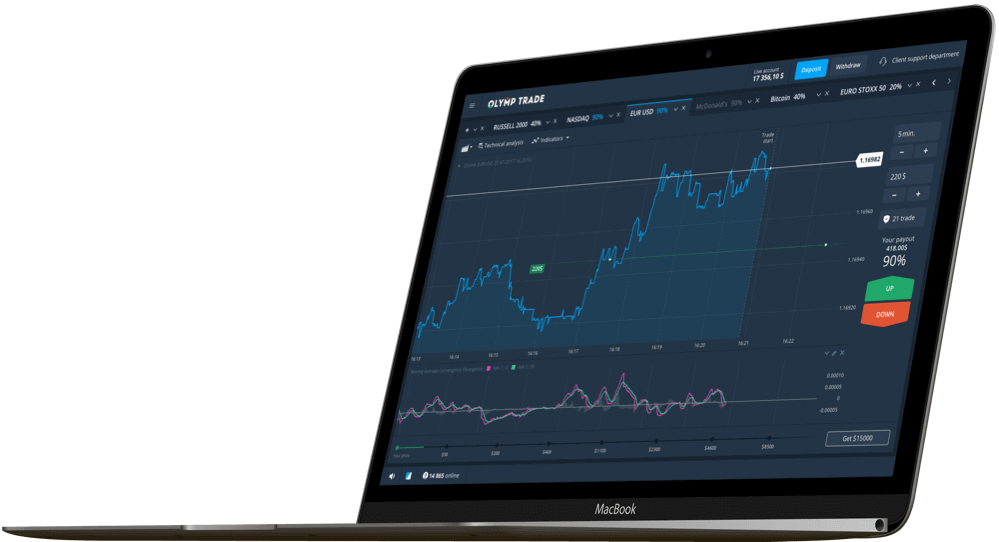 OLYMP TRADE
Live account
17 356,10 $
Deposit
Withdraw
Client support department
RUSSELL 2000 40%
NASDAQ 90%
EUR USD 90%
McDonald's 90%
Bitcoin 40%
EURO STOXX 50 20%
Technical analysis
Indicators
Trade
start
5 min.
− +
220 $
− +
21 trade
Your payout
418.00$
90%
UP
DOWN
1.16982
1.16960
1.16940
1.16920
220$
16:13 16:14 16:15 16:16 16:17 16:18 16:19 16:20 16:21 16:22
0.00010
0.00005
0
-0.00005
$50 $200 $400 $1100 $2300 $4400 $8500
Get $15000
14 865 online
MacBook